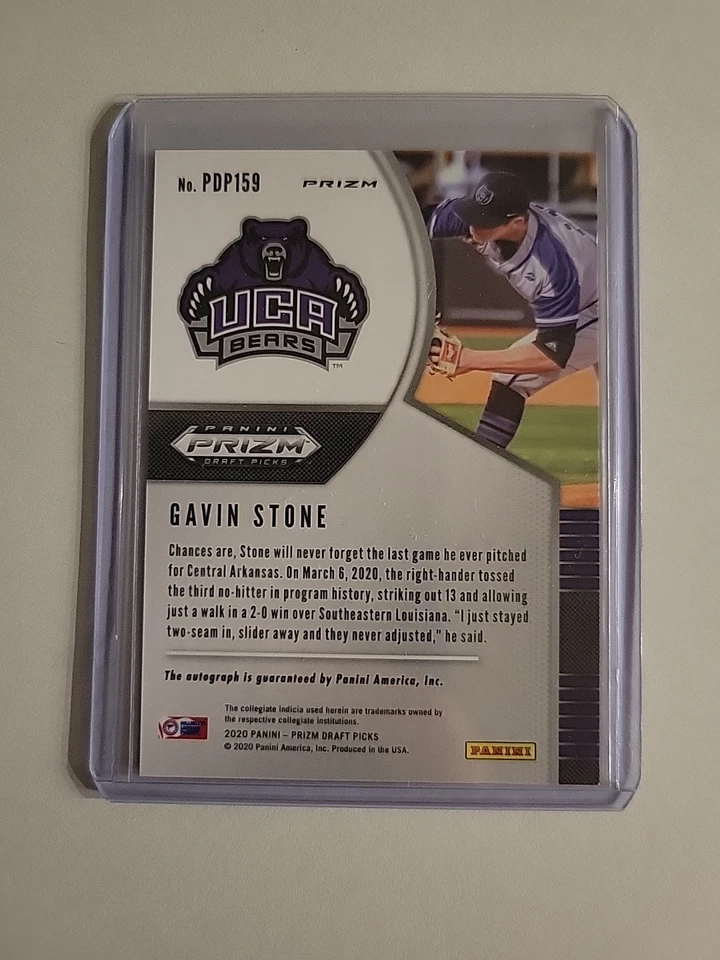 No. PDP159
PRIZM
UCA
BEARS
TM
PANINI
PRIZM
DRAFT PICKS
GAVIN STONE
Chances are, Stone will never forget the last game he ever pitched
for Central Arkansas. On March 6, 2020, the right-hander tossed
the third no-hitter in program history, striking out 13 and allowing
just a walk in a 2-0 win over Southeastern Louisiana. “I just stayed
two-seam in, slider away and they never adjusted,” he said.
The autograph is guaranteed by Panini America, Inc.
The collegiate indicia used herein are trademarks owned by
the respective collegiate institutions.
2020 PANINI – PRIZM DRAFT PICKS
© 2020 Panini America, Inc. Produced in the USA.
PANINI